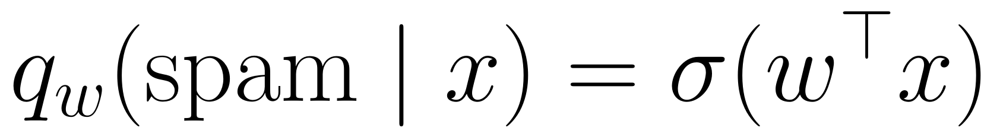 q_w(spam | x) = σ(w^⊤x)